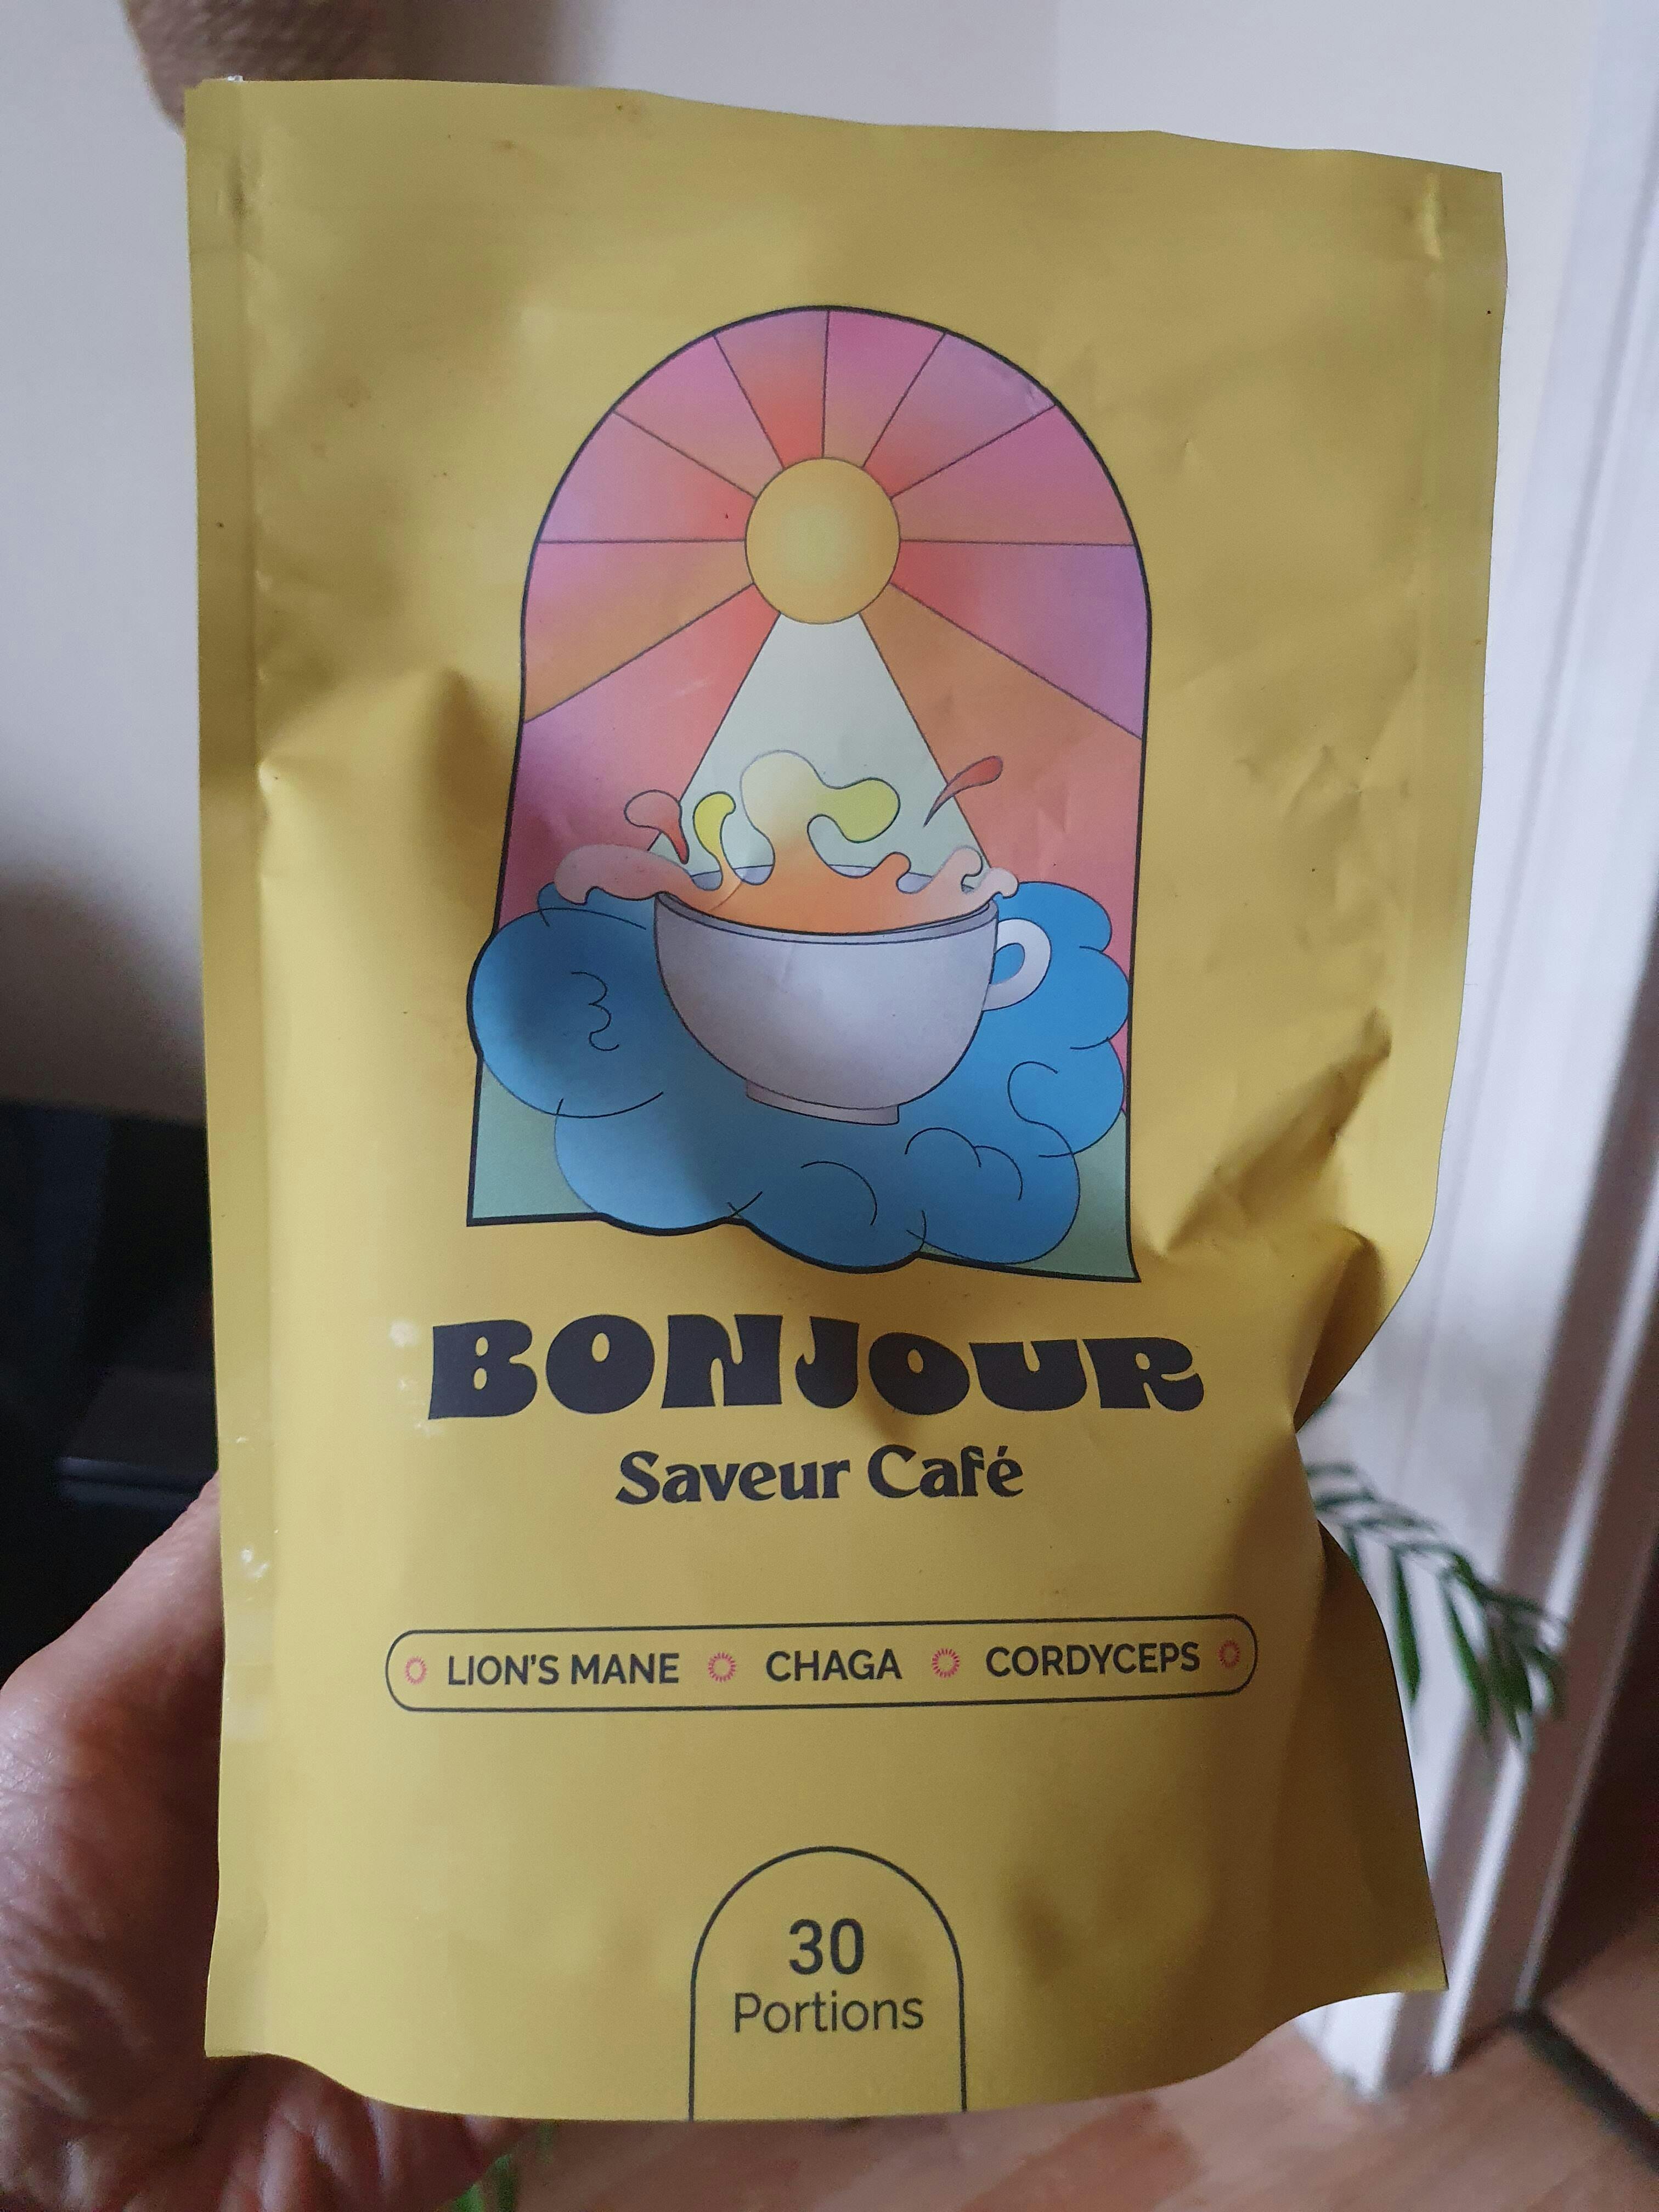 BONJOUR
Saveur Café
LION'S MANE CHAGA CORDYCEPS
30
Portions